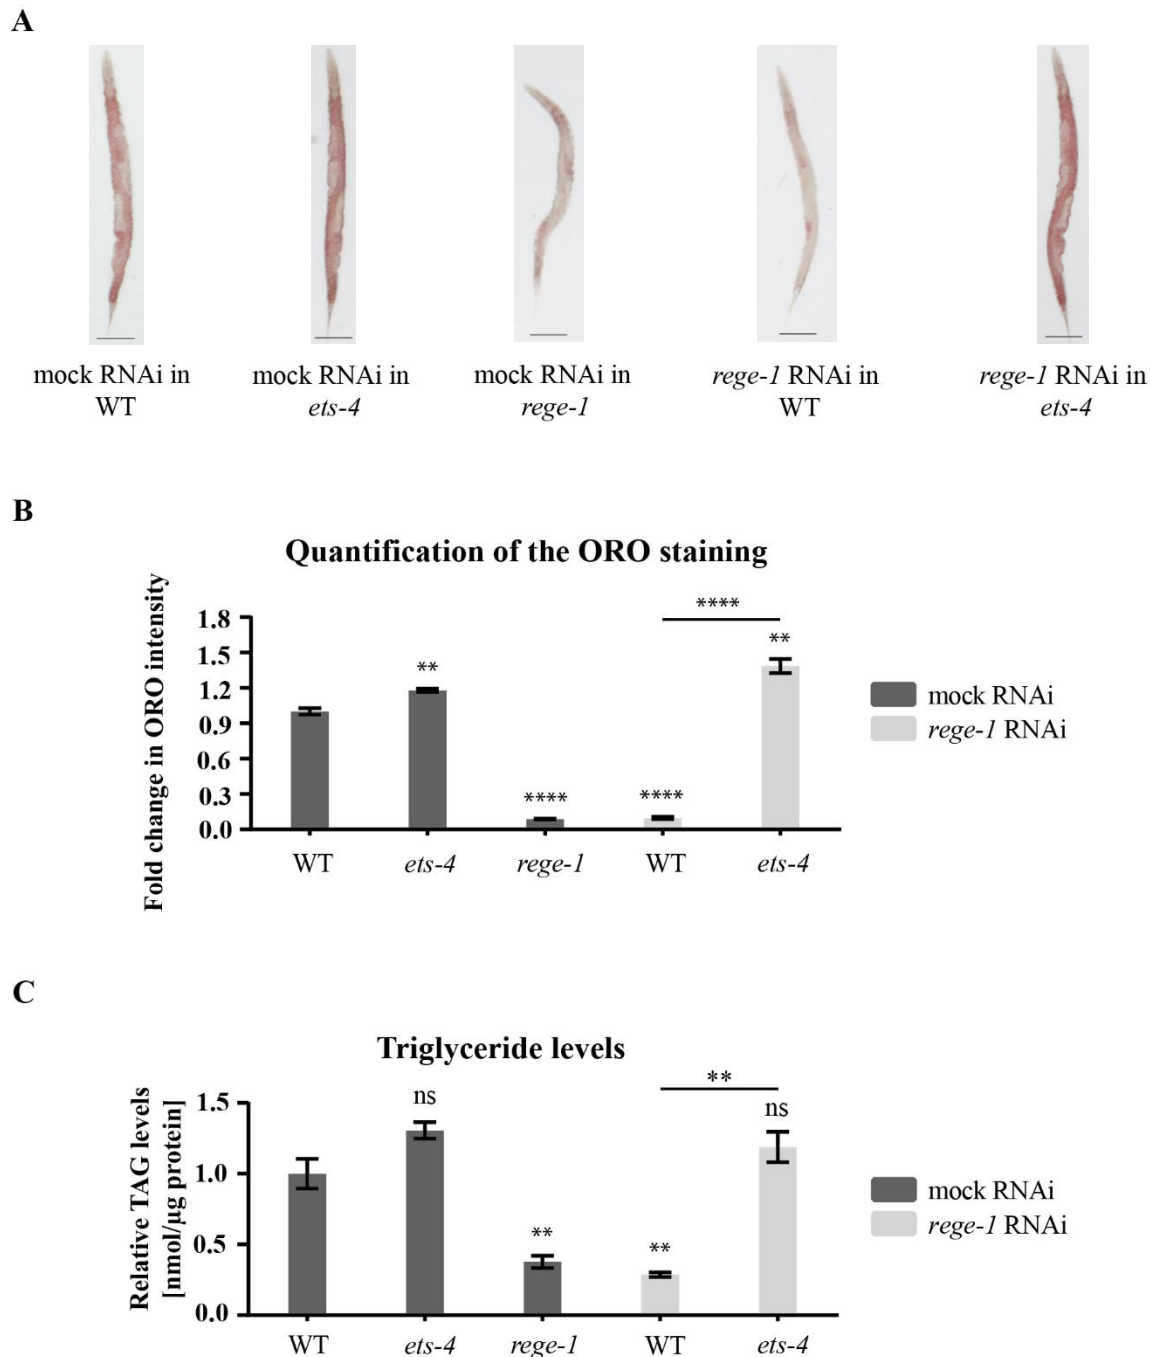 A
mock RNAi in
WT
mock RNAi in
ets-4
mock RNAi in
rege-1
rege-1 RNAi in
WT
rege-1 RNAi in
ets-4
B
Quantification of the ORO staining
Fold change in ORO intensity
1.8
1.5
1.2
0.9
0.6
0.3
0.0
**
****
****
****
**
WT
ets-4
rege-1
WT
ets-4
mock RNAi
rege-1 RNAi
C
Triglyceride levels
Relative TAG levels
[nmol/µg protein]
1.5
1.0
0.5
0.0
ns
**
**
**
ns
WT
ets-4
rege-1
WT
ets-4
mock RNAi
rege-1 RNAi